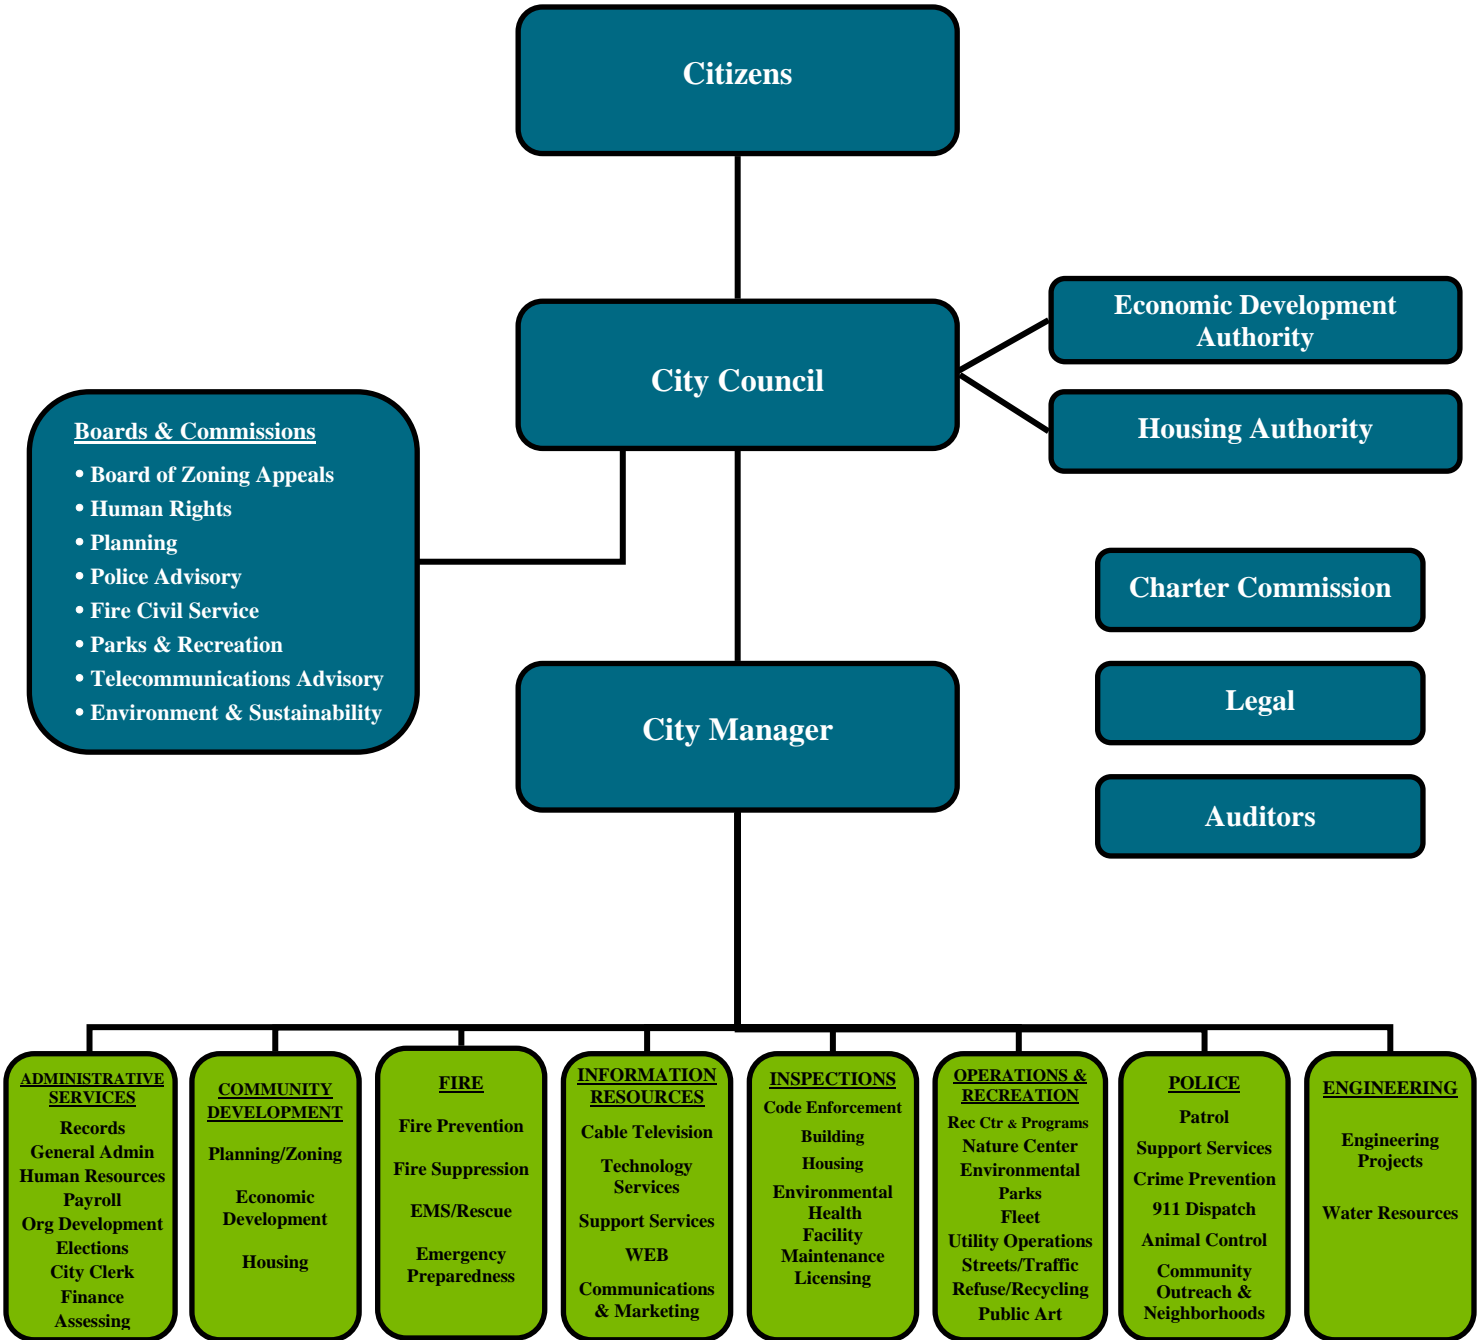 Citizens
City Council
Economic Development
Authority
Housing Authority
Boards & Commissions
• Board of Zoning Appeals
• Human Rights
• Planning
• Police Advisory
• Fire Civil Service
• Parks & Recreation
• Telecommunications Advisory
• Environment & Sustainability
Charter Commission
Legal
Auditors
City Manager
ADMINISTRATIVE
SERVICES
Records
General Admin
Human Resources
Payroll
Org Development
Elections
City Clerk
Finance
Assessing
COMMUNITY
DEVELOPMENT
Planning/Zoning
Economic
Development
Housing
FIRE
Fire Prevention
Fire Suppression
EMS/Rescue
Emergency
Preparedness
INFORMATION
RESOURCES
Cable Television
Technology
Services
Support Services
WEB
Communications
& Marketing
INSPECTIONS
Code Enforcement
Building
Housing
Environmental
Health
Facility
Maintenance
Licensing
OPERATIONS &
RECREATION
Rec Ctr & Programs
Nature Center
Environmental
Parks
Fleet
Utility Operations
Streets/Traffic
Refuse/Recycling
Public Art
POLICE
Patrol
Support Services
Crime Prevention
911 Dispatch
Animal Control
Community
Outreach &
Neighborhoods
ENGINEERING
Engineering
Projects
Water Resources